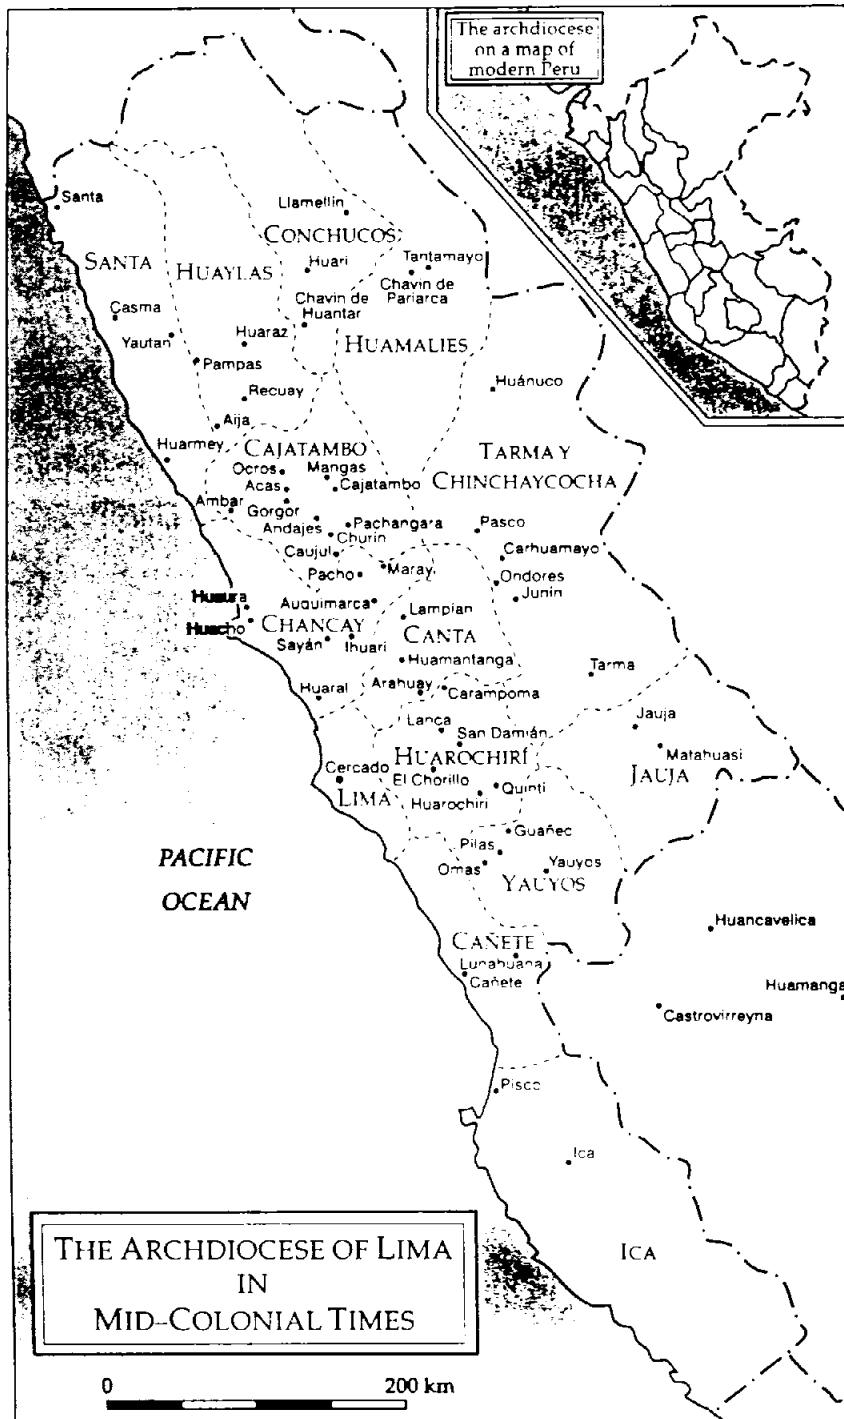 The archdiocese
on a map of
modern Peru
Santa
Llamellín
CONCHUCOS
SANTA
HUAYLAS
Huari
Tantamayo
Chavin de
Pariarca
Casma
Chavin de
Huantar
Yautan
Huaraz
HUAMALIES
Pampas
Recuay
Huánuco
Aija
Huarmey
CAJATAMBO
TARMA Y
CHINCHAYCOCHA
Ocros
Mangas
Acas
Cajatambo
Ambar
Gorgor
Andajes
Pachangara
Churin
Pasco
Caujul
Carhuamayo
Pacho
Maray
Ondores
Junín
Huaura
Auquimarca
Lampian
Huacho
CHANCAY
CANTA
Sayán
Ihuari
Huamantanga
Tarma
Huaral
Arahuay
Carampoma
Lanca
San Damián
Jauja
Matahuasi
HUAROCHIRÍ
JAUJA
Cercado
El Chorillo
LIMA
Quinti
Huarochiri
Guañec
Pilas
Omas
Yauyos
YAUYOS
PACIFIC
OCEAN
Huancavelica
CAÑETE
Lunahuana
Cañete
Huamanga
Castrovirreyna
Pisco
Ica
ICA
THE ARCHDIOCESE OF LIMA
IN
MID-COLONIAL TIMES
0 200 km